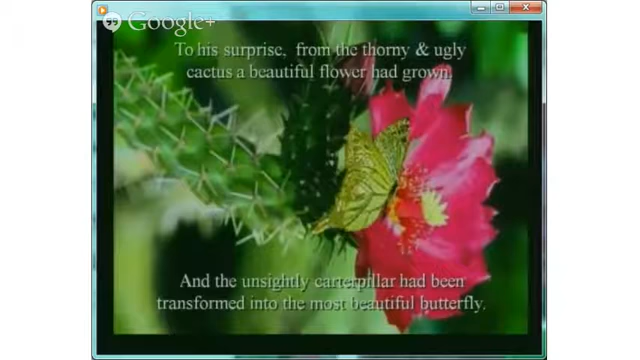 Google+
To his surprise, from the thorny & ugly
cactus a beautiful flower had grown.
And the unsightly carterpillar had been
transformed into the most beautiful butterfly.